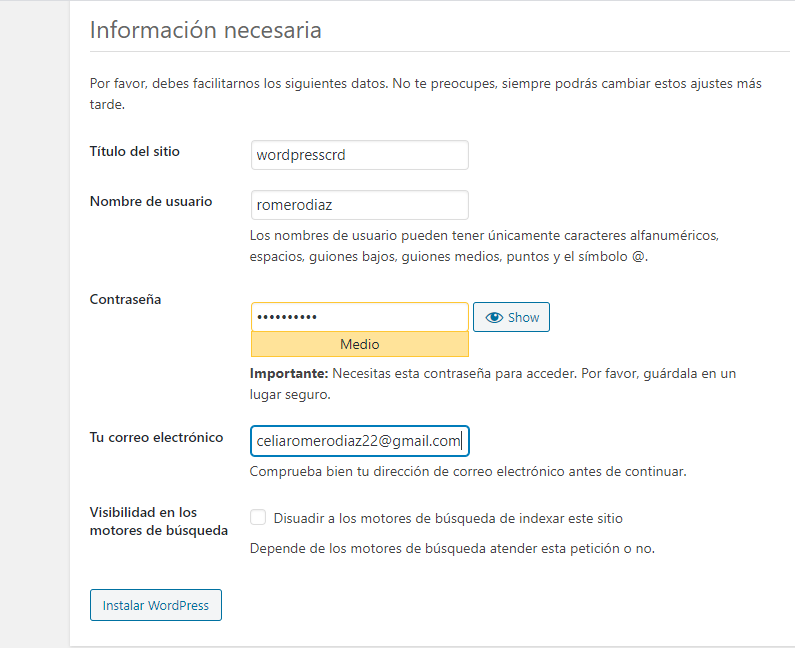 Información necesaria
Por favor, debes facilitarnos los siguientes datos. No te preocupes, siempre podrás cambiar estos ajustes más
tarde.
Título del sitio
wordpresscrd
Nombre de usuario
romerodiaz
Los nombres de usuario pueden tener únicamente caracteres alfanuméricos,
espacios, guiones bajos, guiones medios, puntos y el símbolo @.
Contraseña
••••••••••
Show
Medio
Importante: Necesitas esta contraseña para acceder. Por favor, guárdala en un
lugar seguro.
Tu correo electrónico
celiaromerodiaz22@gmail.com
Comprueba bien tu dirección de correo electrónico antes de continuar.
Visibilidad en los
motores de búsqueda
Disuadir a los motores de búsqueda de indexar este sitio
Depende de los motores de búsqueda atender esta petición o no.
Instalar WordPress